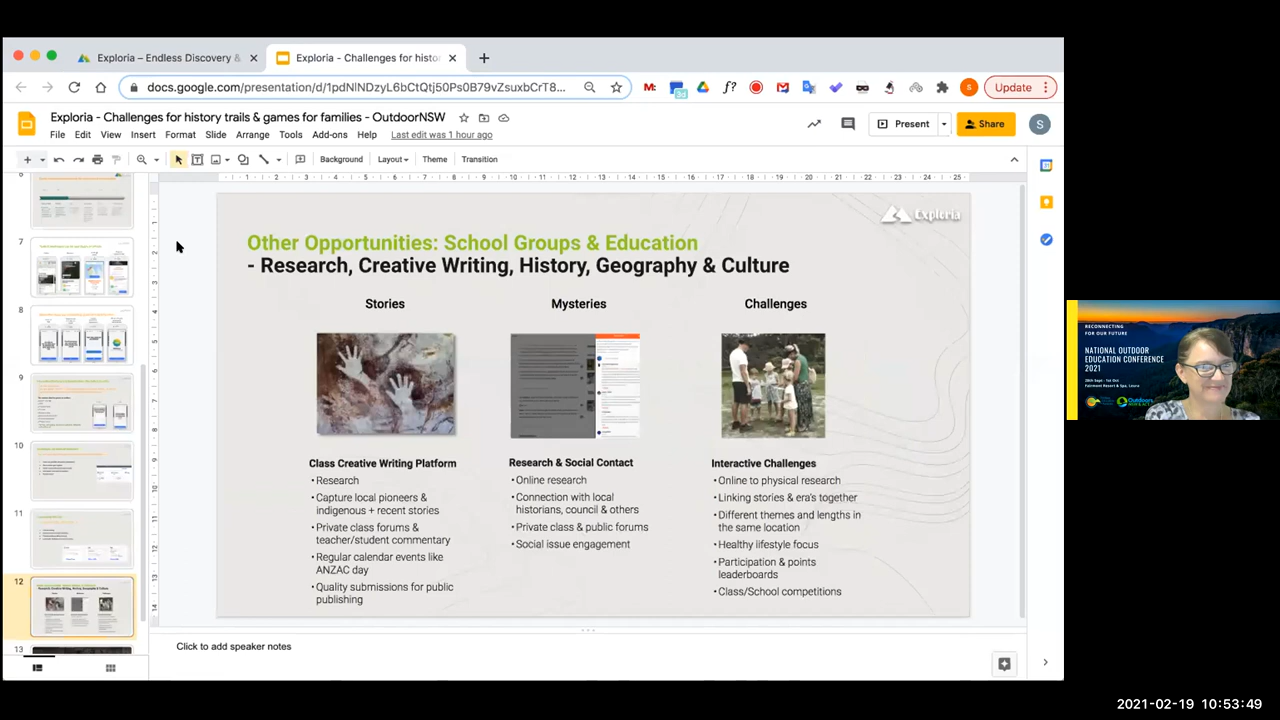 Exploria – Endless Discovery &
Exploria - Challenges for histo
docs.google.com/presentation/d/1pdNlNDzyL6bCtQtj50Ps0B79vZsuxbCrT8...
Update
Exploria - Challenges for history trails & games for families - OutdoorNSW
File Edit View Insert Format Slide Arrange Tools Add-ons Help Last edit was 1 hour ago
Present
Share
S
Background Layout Theme Transition
7
8
9
10
11
12
13
Exploria
Other Opportunities: School Groups & Education
- Research, Creative Writing, History, Geography & Culture
Stories
Class Creative Writing Platform
• Research
• Capture local pioneers &
indigenous + recent stories
• Private class forums &
teacher/student commentary
• Regular calendar events like
ANZAC day
• Quality submissions for public
publishing
Mysteries
Research & Social Contact
• Online research
• Connection with local
historians, council & others
• Private class & public forums
• Social issue engagement
Challenges
Interactive Challenges
• Online to physical research
• Linking stories & era's together
• Different themes and lengths in
the same location
• Healthy lifestyle focus
• Participation & points
leaderboards
• Class/School competitions
Click to add speaker notes
RECONNECTING
FOR OUR FUTURE
NATIONAL OUTDOOR
EDUCATION CONFERENCE
2021
2021-02-19 10:53:49